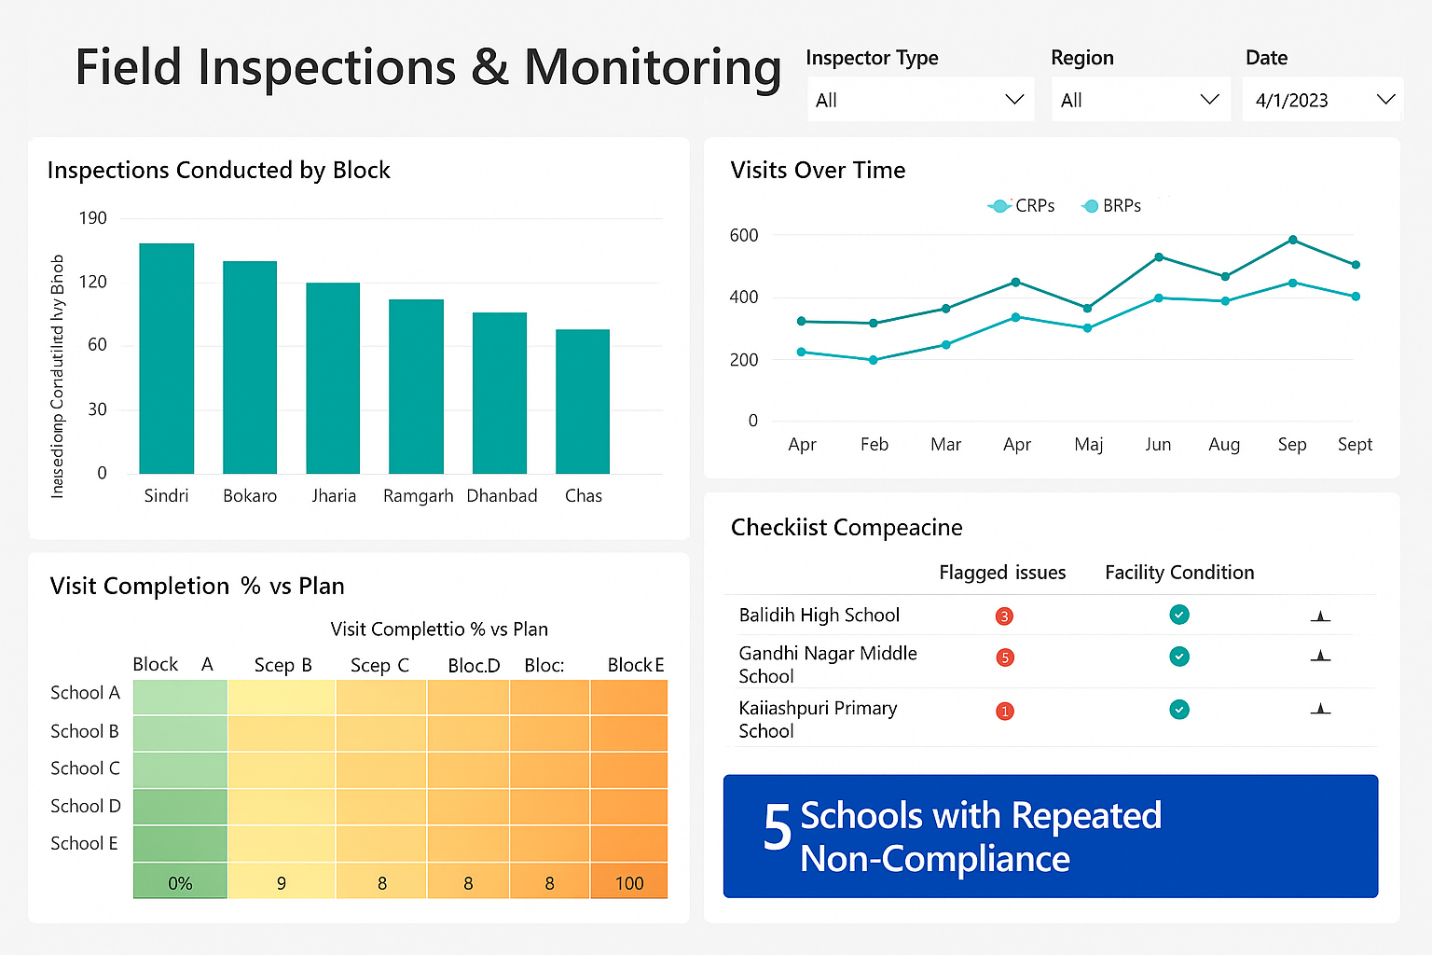 Field Inspections & Monitoring
Inspector Type
All
Region
All
Date
4/1/2023
Inspections Conducted by Block
190
120
60
30
0
Sindri
Bokaro
Jharia
Ramgarh
Dhanbad
Chas
Visits Over Time
CRPs
BRPs
600
400
200
0
Apr
Feb
Mar
Apr
Maj
Jun
Aug
Sep
Sept
Visit Completion % vs Plan
Visit Complettio % vs Plan
Block A
Scep B
Scep C
Bloc.D
Bloc:
Block E
School A
School B
School C
School D
School E
0%
9
8
8
8
100
Checkiist Compeacine
Flagged issues
Facility Condition
Balidih High School
3
Gandhi Nagar Middle
School
5
Kaiiashpuri Primary
School
1
5 Schools with Repeated
Non-Compliance